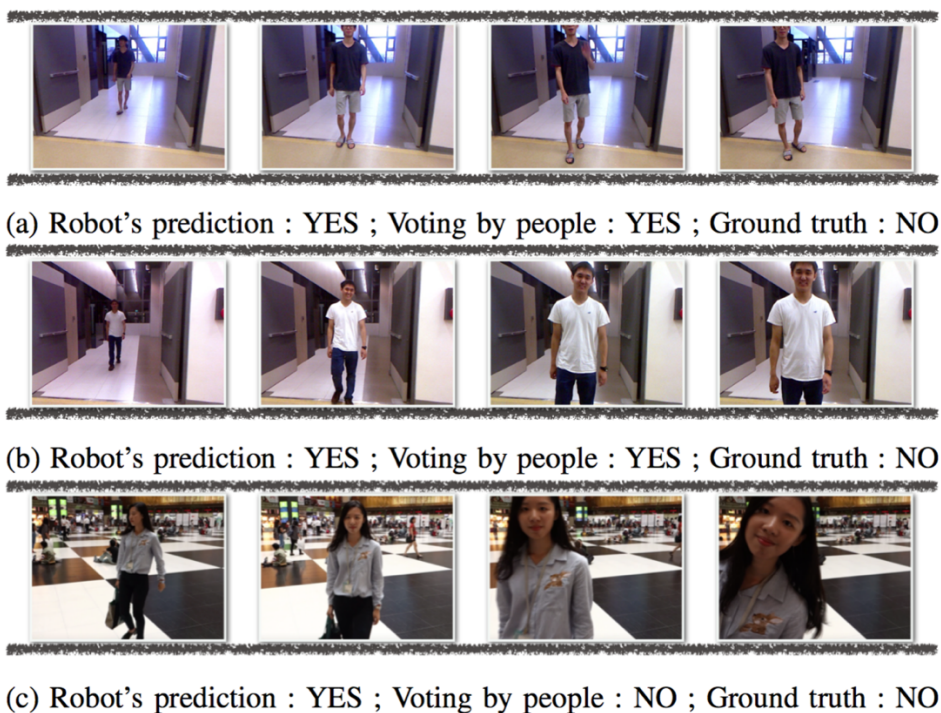 (a) Robot's prediction : YES ; Voting by people : YES ; Ground truth : NO
(b) Robot's prediction : YES ; Voting by people : YES ; Ground truth : NO
(c) Robot's prediction : YES ; Voting by people : NO ; Ground truth : NO